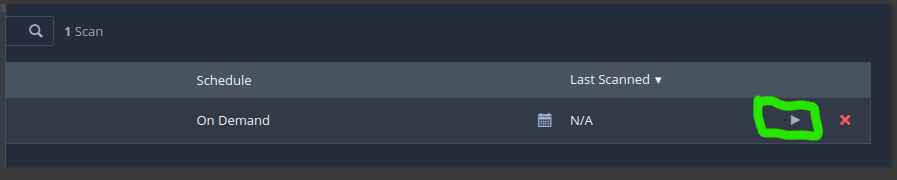 1 Scan
Schedule Last Scanned ▾
On Demand N/A